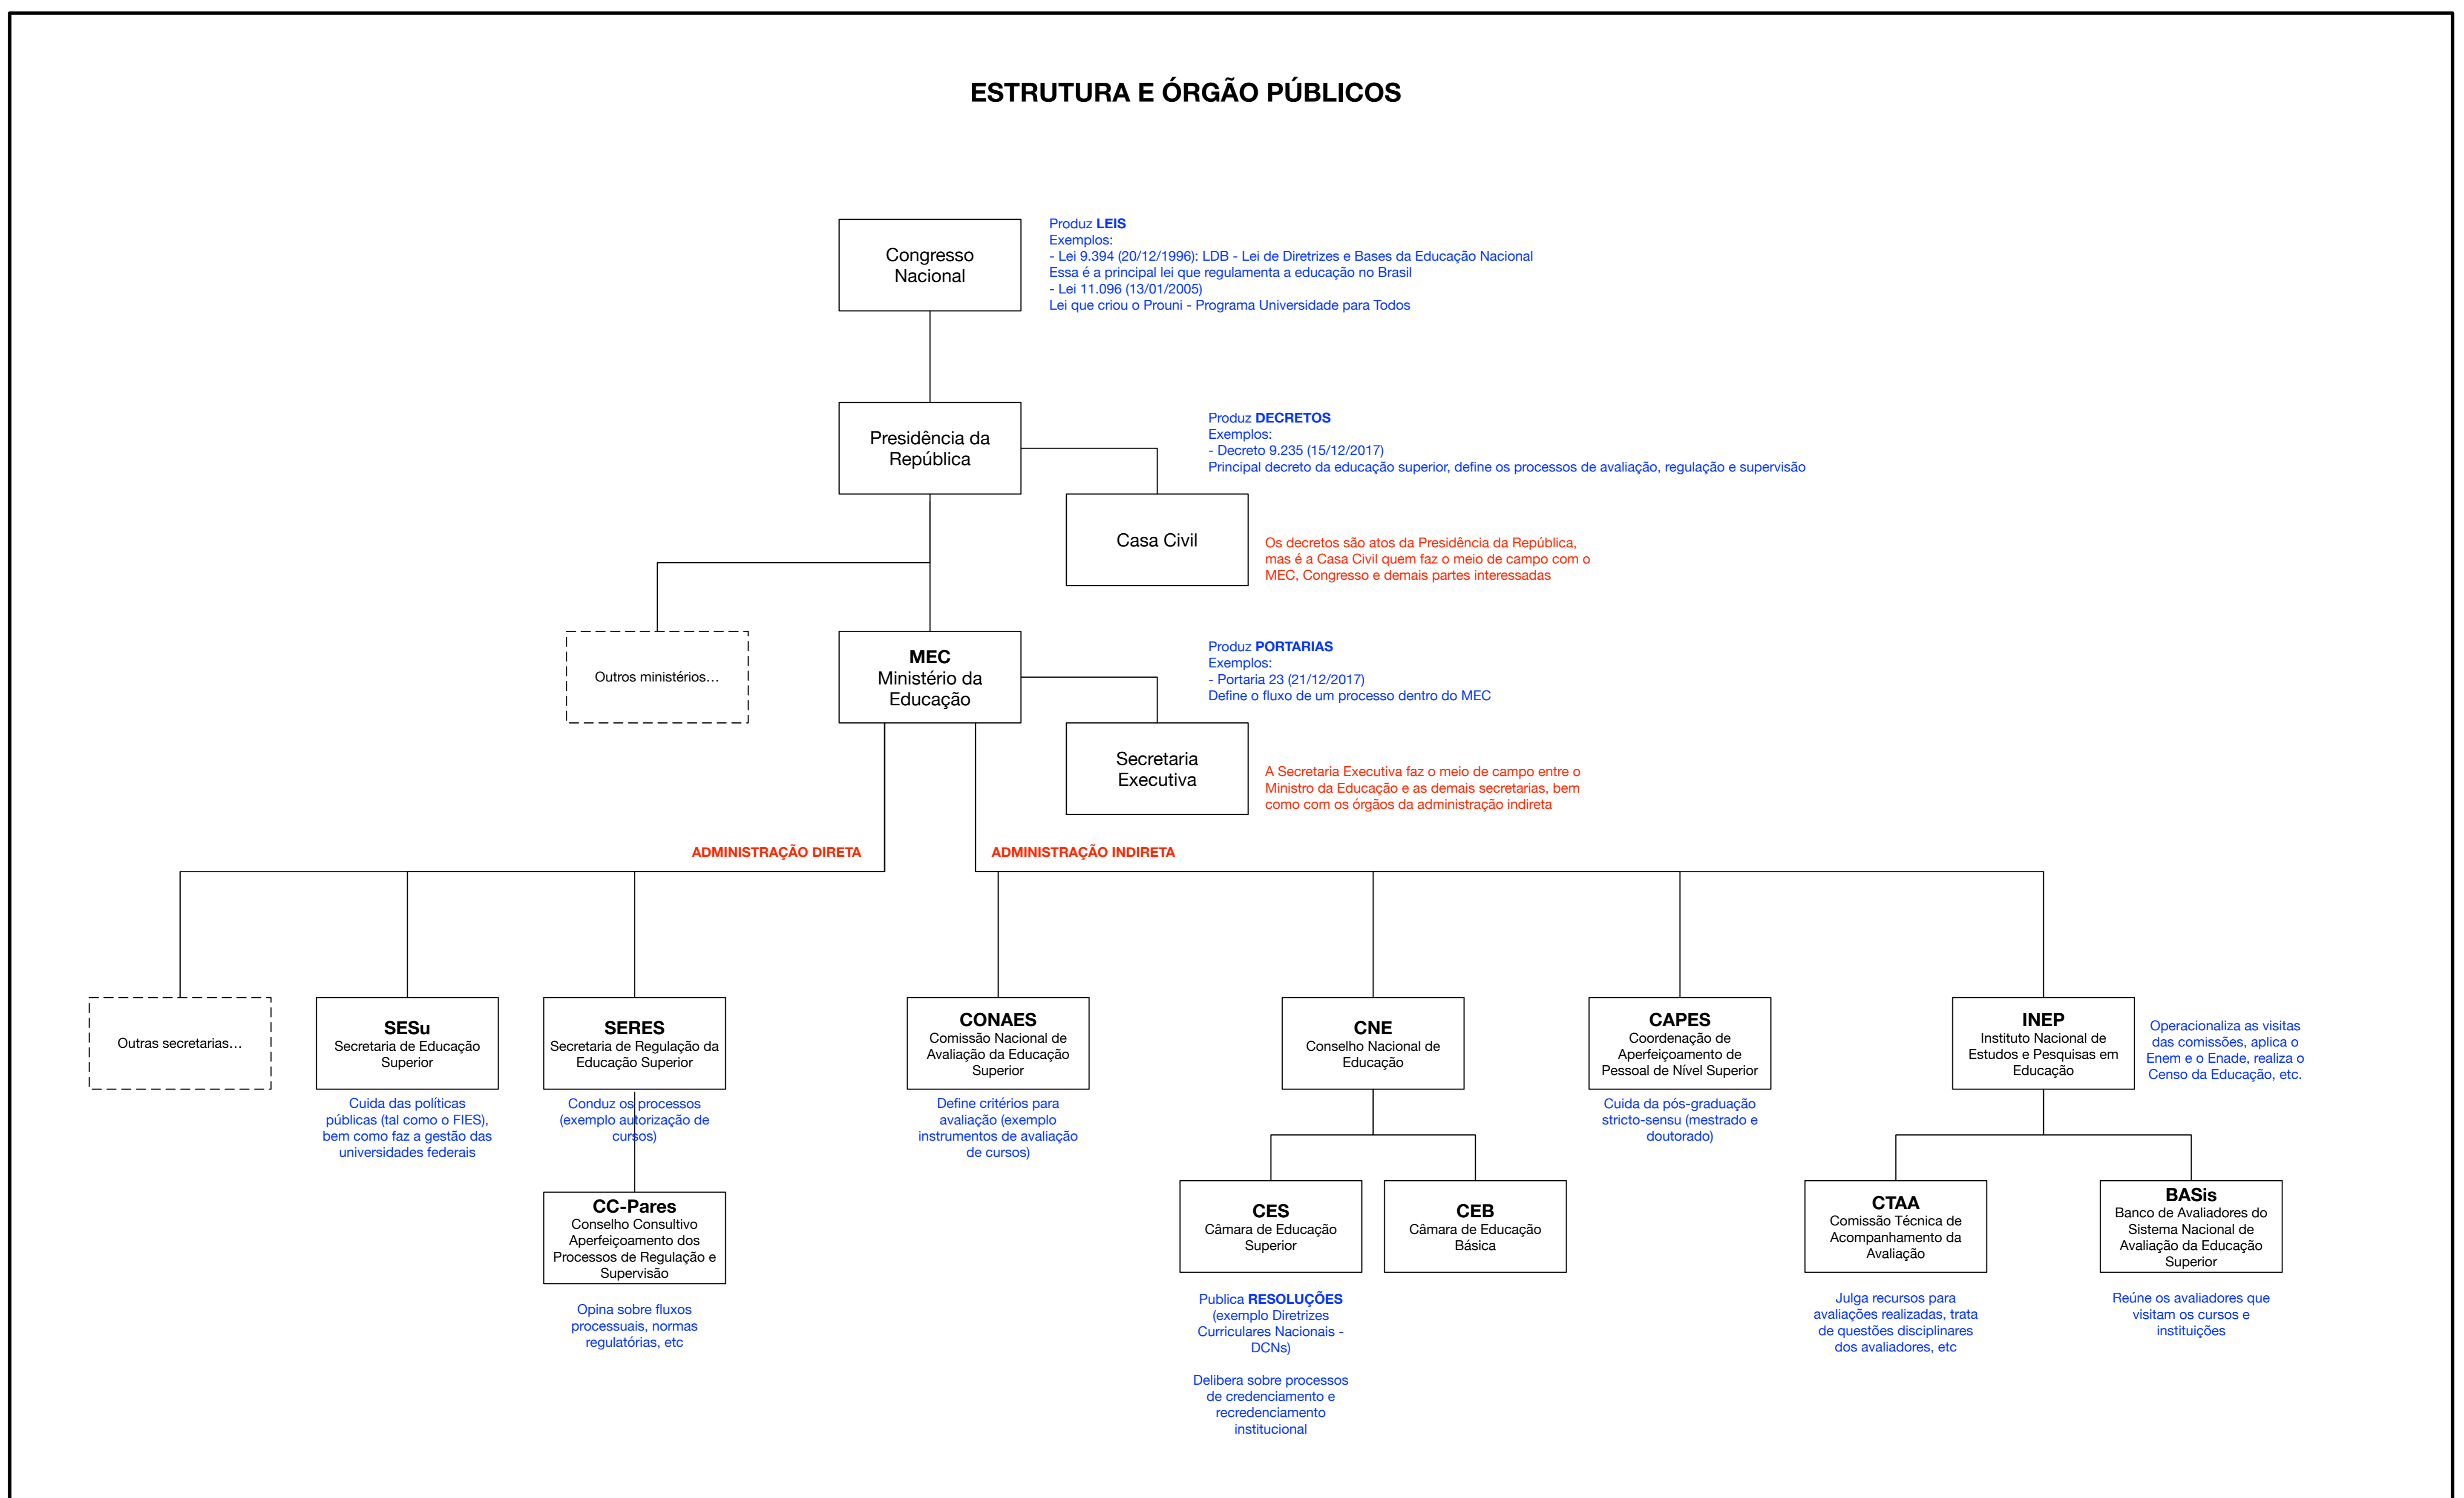 ESTRUTURA E ÓRGÃO PÚBLICOS
Congresso
Nacional
Produz LEIS
Exemplos:
- Lei 9.394 (20/12/1996): LDB - Lei de Diretrizes e Bases da Educação Nacional
Essa é a principal lei que regulamenta a educação no Brasil
- Lei 11.096 (13/01/2005)
Lei que criou o Prouni - Programa Universidade para Todos
Presidência da
República
Produz DECRETOS
Exemplos:
- Decreto 9.235 (15/12/2017)
Principal decreto da educação superior, define os processos de avaliação, regulação e supervisão
Casa Civil
Os decretos são atos da Presidência da República,
mas é a Casa Civil quem faz o meio de campo com o
MEC, Congresso e demais partes interessadas
Outros ministérios…
MEC
Ministério da
Educação
Produz PORTARIAS
Exemplos:
- Portaria 23 (21/12/2017)
Define o fluxo de um processo dentro do MEC
Secretaria
Executiva
A Secretaria Executiva faz o meio de campo entre o
Ministro da Educação e as demais secretarias, bem
como com os órgãos da administração indireta
ADMINISTRAÇÃO DIRETA
ADMINISTRAÇÃO INDIRETA
Outras secretarias…
SESu
Secretaria de Educação
Superior
Cuida das políticas
públicas (tal como o FIES),
bem como faz a gestão das
universidades federais
SERES
Secretaria de Regulação da
Educação Superior
Conduz os processos
(exemplo autorização de
cursos)
CC-Pares
Conselho Consultivo
Aperfeiçoamento dos
Processos de Regulação e
Supervisão
Opina sobre fluxos
processuais, normas
regulatórias, etc
CONAES
Comissão Nacional de
Avaliação da Educação
Superior
Define critérios para
avaliação (exemplo
instrumentos de avaliação
de cursos)
CNE
Conselho Nacional de
Educação
CES
Câmara de Educação
Superior
Publica RESOLUÇÕES
(exemplo Diretrizes
Curriculares Nacionais -
DCNs)
Delibera sobre processos
de credenciamento e
recredenciamento
institucional
CEB
Câmara de Educação
Básica
CAPES
Coordenação de
Aperfeiçoamento de
Pessoal de Nível Superior
Cuida da pós-graduação
stricto-sensu (mestrado e
doutorado)
INEP
Instituto Nacional de
Estudos e Pesquisas em
Educação
Operacionaliza as visitas
das comissões, aplica o
Enem e o Enade, realiza o
Censo da Educação, etc.
CTAA
Comissão Técnica de
Acompanhamento da
Avaliação
Julga recursos para
avaliações realizadas, trata
de questões disciplinares
dos avaliadores, etc
BASis
Banco de Avaliadores do
Sistema Nacional de
Avaliação da Educação
Superior
Reúne os avaliadores que
visitam os cursos e
instituições